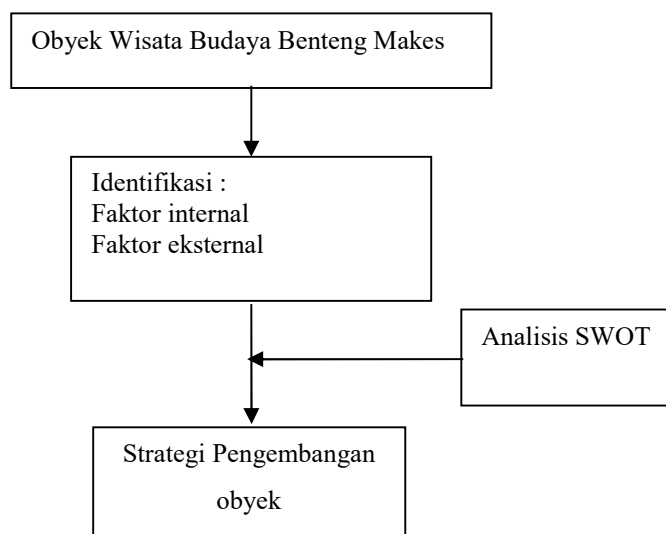 Obyek Wisata Budaya Benteng Makes
Identifikasi :
Faktor internal
Faktor eksternal
Analisis SWOT
Strategi Pengembangan
obyek